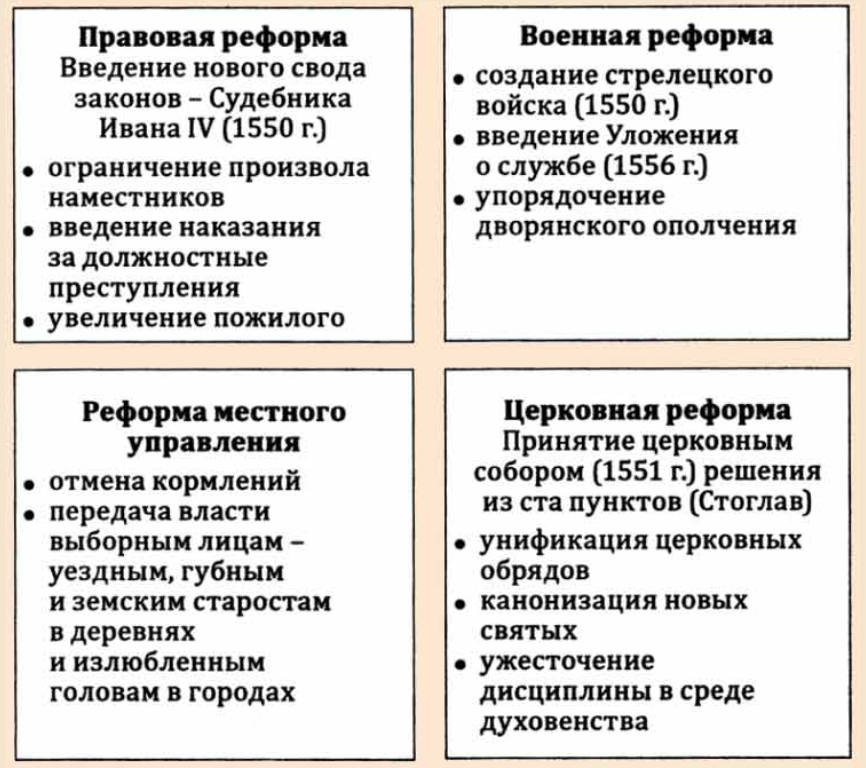 Правовая реформа
Введение нового свода
законов – Судебника
Ивана IV (1550 г.)
• ограничение произвола
наместников
• введение наказания
за должностные
преступления
• увеличение пожилого
Военная реформа
• создание стрелецкого
войска (1550 г.)
• введение Уложения
о службе (1556 г.)
• упорядочение
дворянского ополчения
Реформа местного
управления
• отмена кормлений
• передача власти
выборным лицам –
уездным, губным
и земским старостам
в деревнях
и излюбленным
головам в городах
Церковная реформа
Принятие церковным
собором (1551 г.) решения
из ста пунктов (Стоглав)
• унификация церковных
обрядов
• канонизация новых
святых
• ужесточение
дисциплины в среде
духовенства